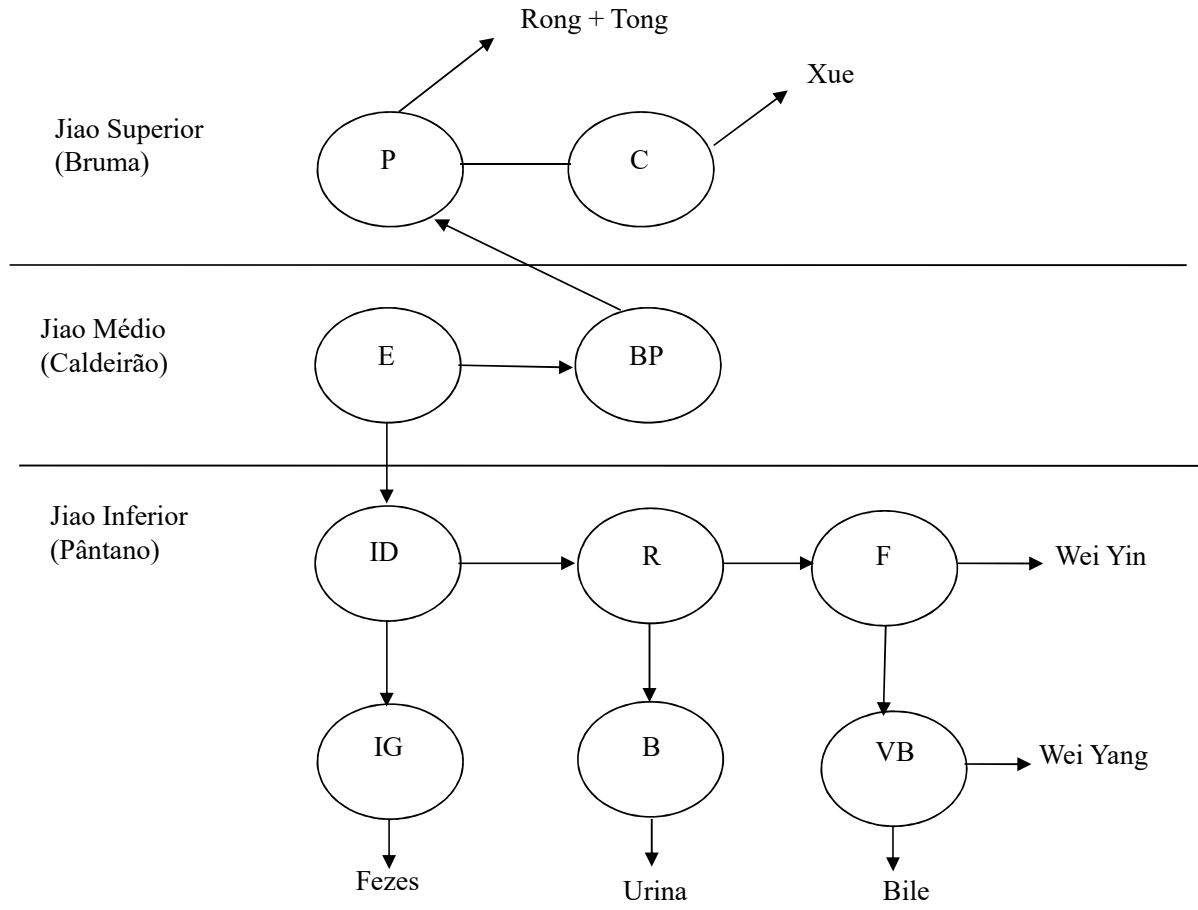 Rong + Tong
Xue
Jiao Superior
(Bruma)
P
C
Jiao Médio
(Caldeirão)
E
BP
Jiao Inferior
(Pântano)
ID
R
F
Wei Yin
IG
B
VB
Wei Yang
Fezes
Urina
Bile